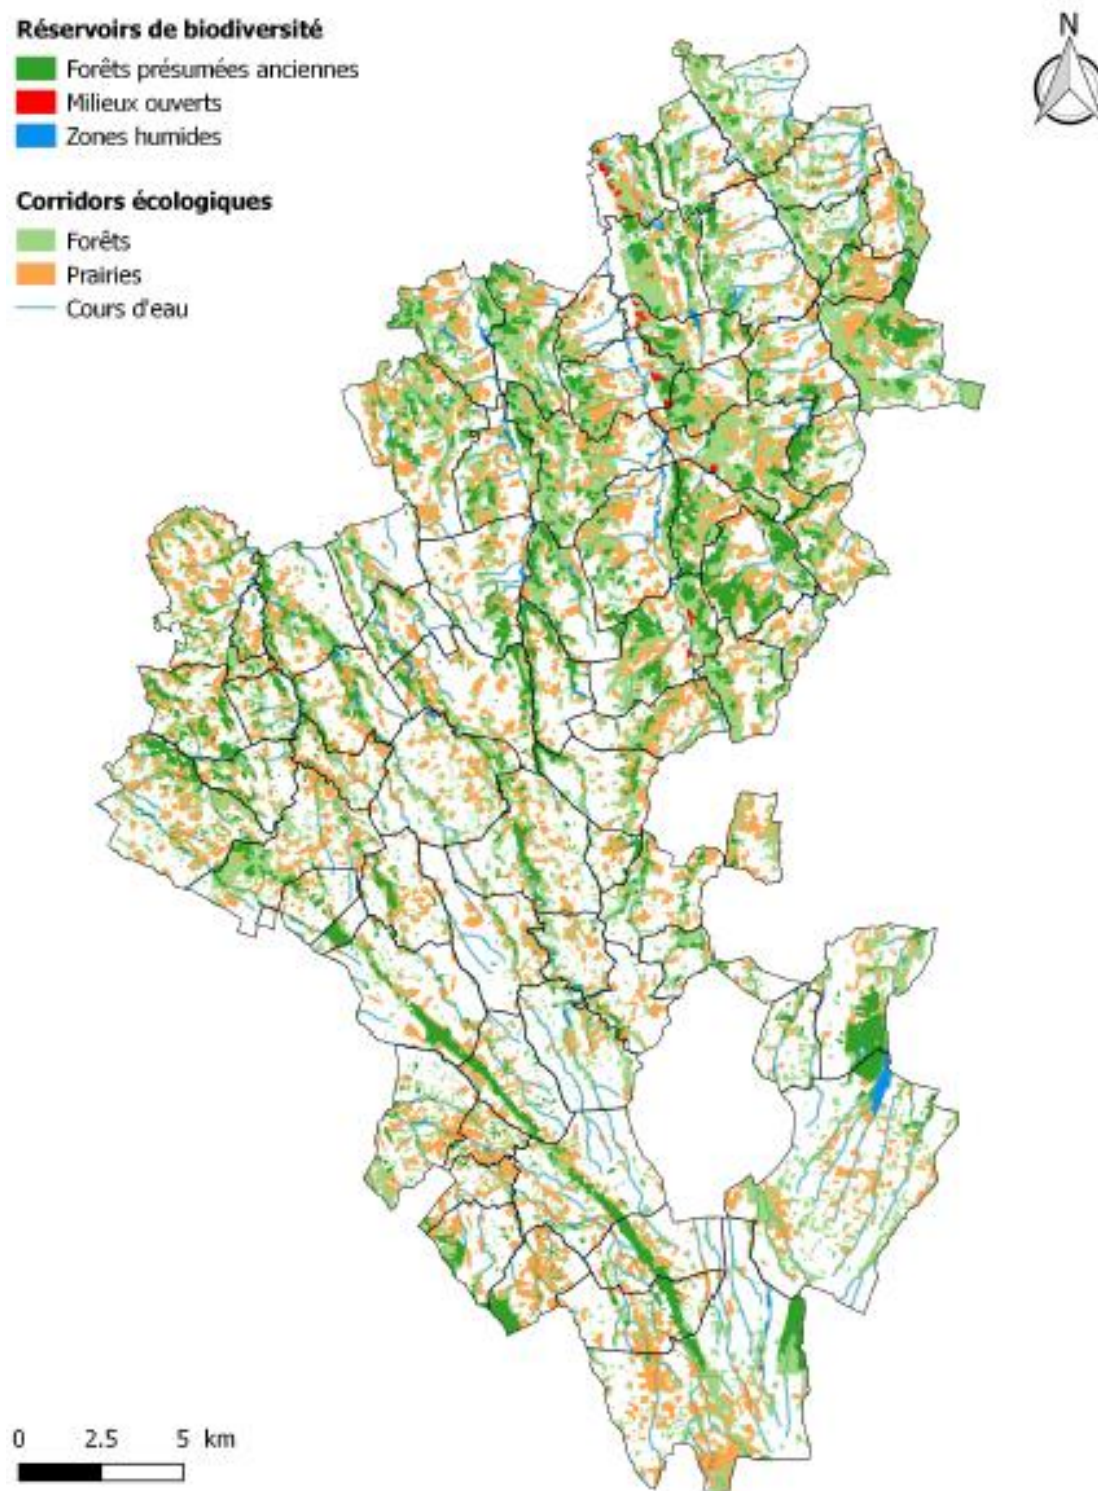 Réservoirs de biodiversité
Forêts présumées anciennes
Milieux ouverts
Zones humides
Corridors écologiques
Forêts
Prairies
Cours d'eau
N
0 2.5 5 km